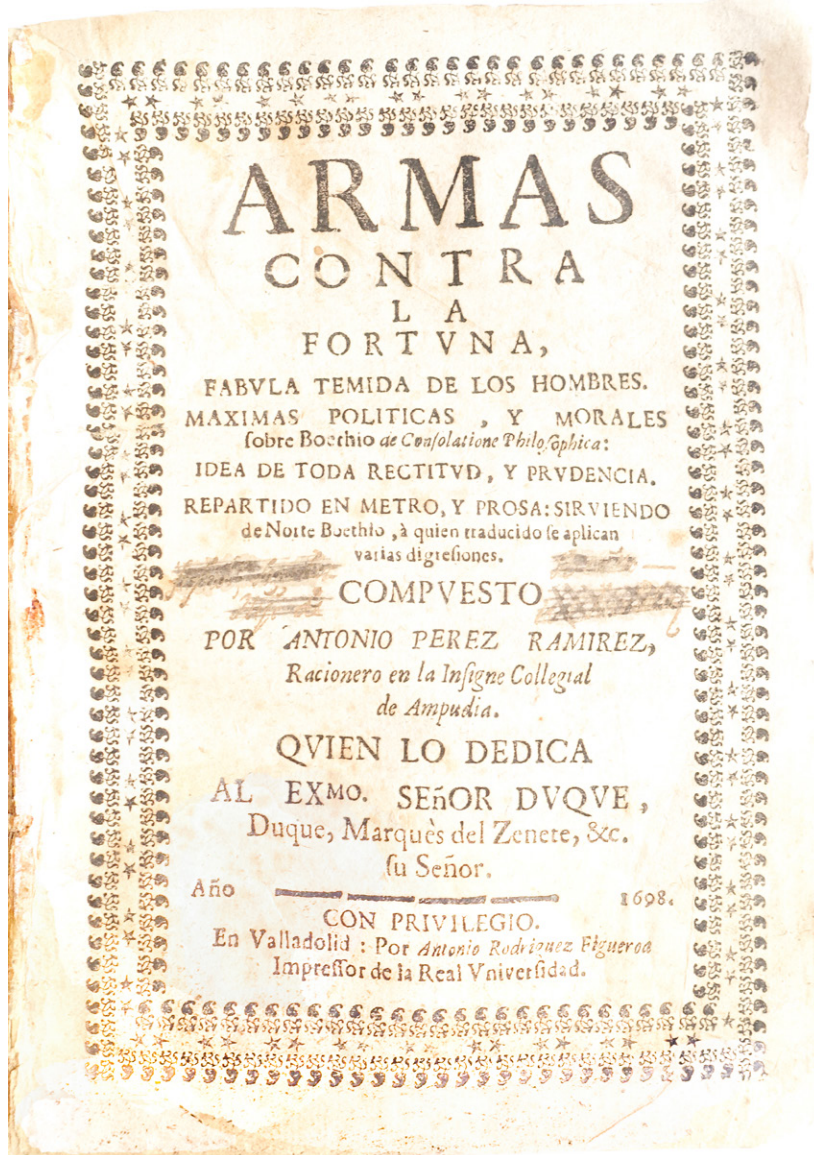 ARMAS
CONTRA
LA
FORTVNA,
FABVLA TEMIDA DE LOS HOMBRES.
MAXIMAS POLITICAS, Y MORALES
ſobre Boethio de Conſolatione Philoſophica:
IDEA DE TODA RECTITVD, Y PRVDENCIA.
REPARTIDO EN METRO, Y PROSA: SIRVIENDO
de Norte Boethio, à quien traducido ſe aplican
varias digreſiones.
COMPVESTO
POR ANTONIO PEREZ RAMIREZ,
Racionero en la Inſigne Collegial
de Ampudia.
QVIEN LO DEDICA
AL EXMO. SEñOR DVQVE,
Duque, Marquès del Zenete, &c.
ſu Señor.
Año 1698.
CON PRIVILEGIO.
En Valladolid: Por Antonio Rodriguez Figueroa
Impreſſor de la Real Vniverſidad.